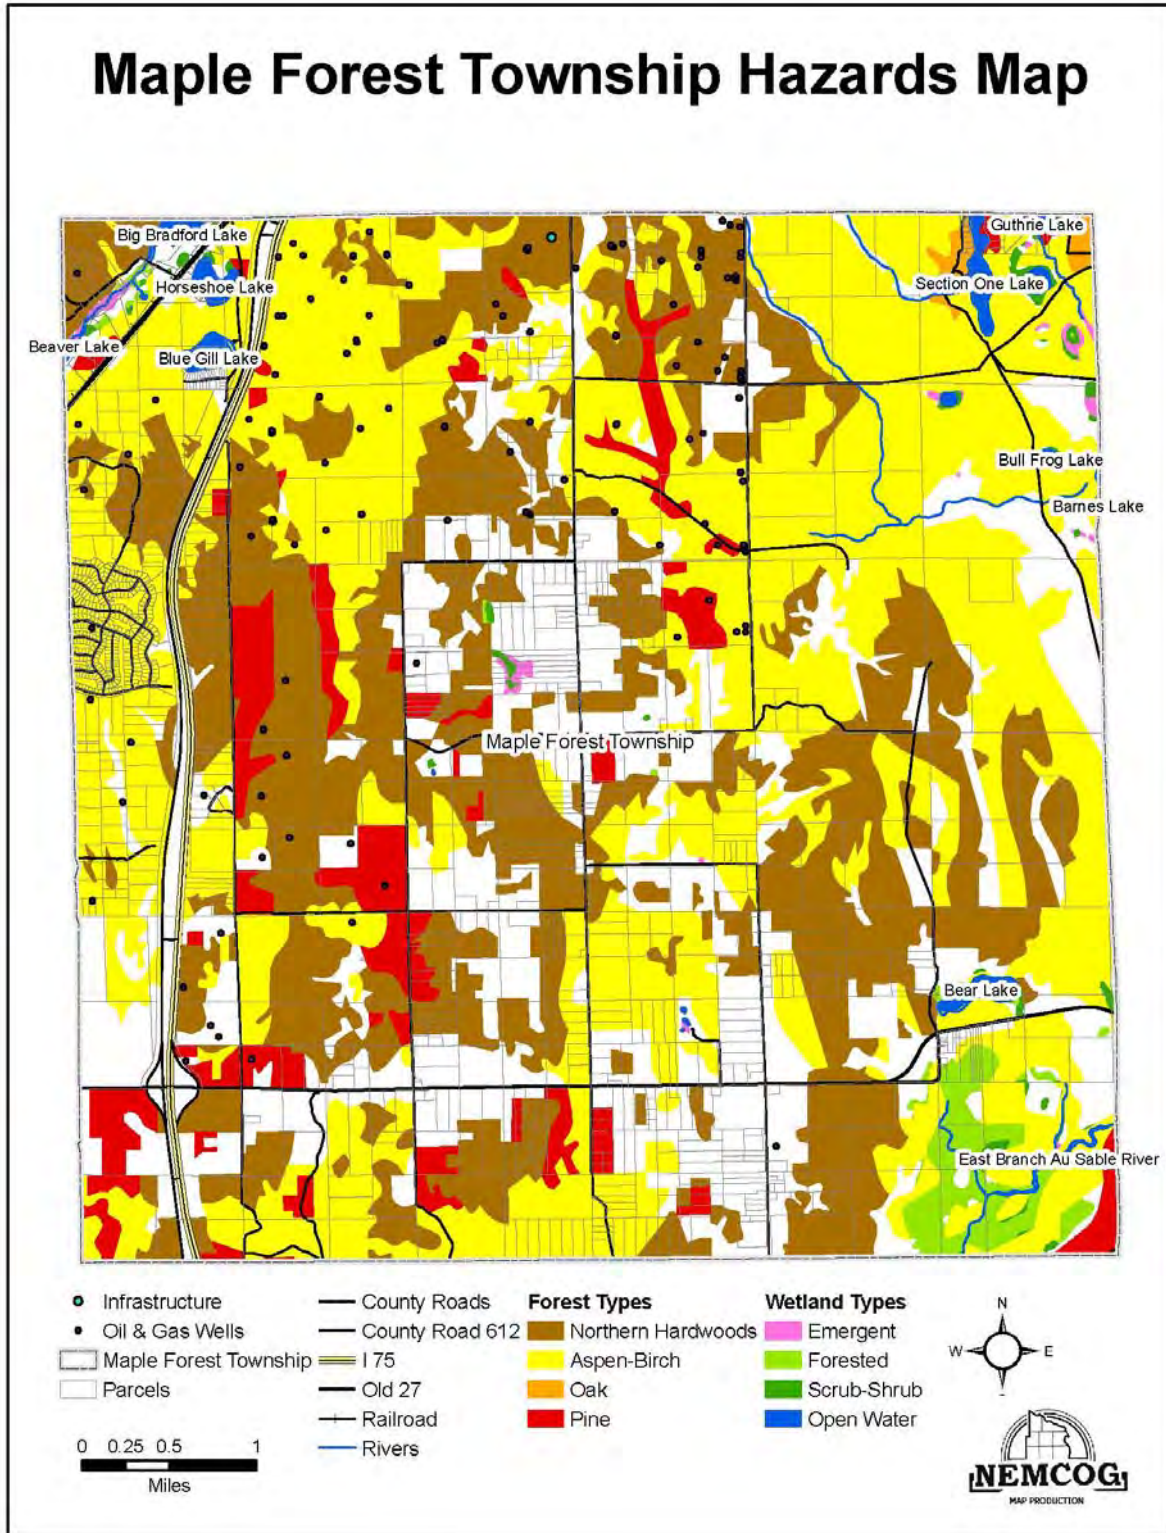 Maple Forest Township Hazards Map
Big Bradford Lake
Guthrie Lake
Horseshoe Lake
Section One Lake
Beaver Lake
Blue Gill Lake
Bull Frog Lake
Barnes Lake
Maple Forest Township
Bear Lake
East Branch Au Sable River
Infrastructure
Oil & Gas Wells
Maple Forest Township
Parcels
0 0.25 0.5 1
Miles
County Roads
County Road 612
I 75
Old 27
Railroad
Rivers
Forest Types
Northern Hardwoods
Aspen-Birch
Oak
Pine
Wetland Types
Emergent
Forested
Scrub-Shrub
Open Water
N
W E
NEMCOG
MAP PRODUCTION